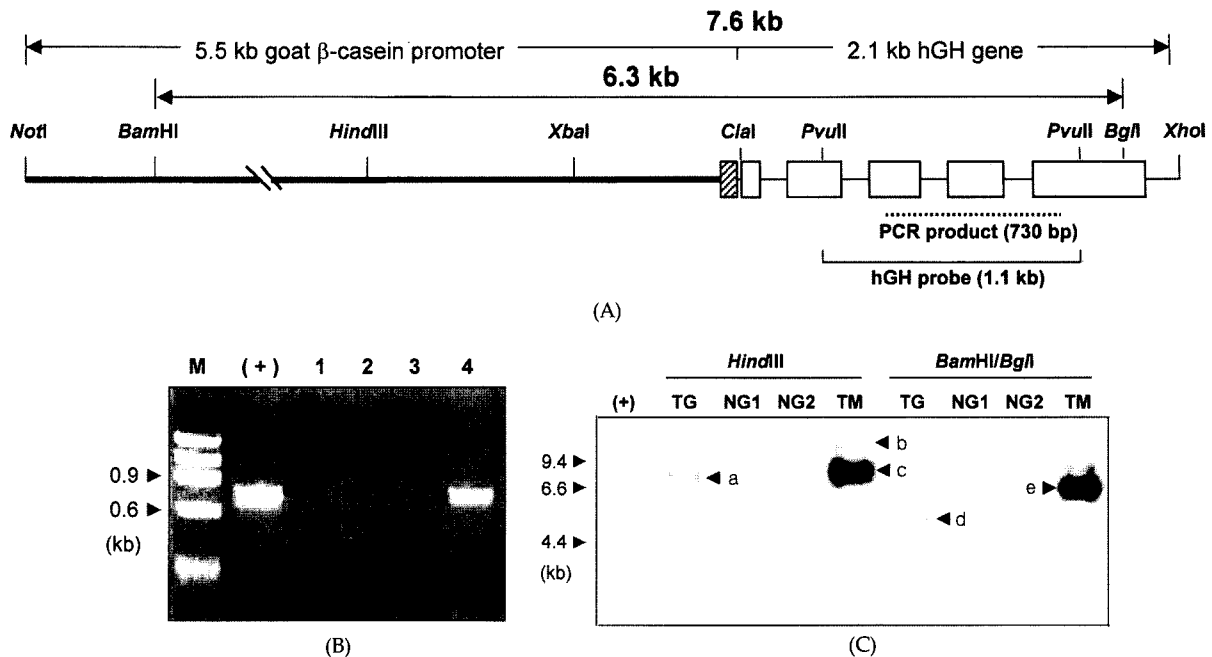 7.6 kb
5.5 kb goat β-casein promoter
2.1 kb hGH gene
6.3 kb
NotI BamHI HindIII XbaI ClaI PvuII PvuII BglI XhoI
PCR product (730 bp)
hGH probe (1.1 kb)
(A)
M (+) 1 2 3 4
0.9
0.6
(kb)
(B)
HindIII BamHI/BglI
(+) TG NG1 NG2 TM TG NG1 NG2 TM
b
9.4
c
a
6.6
e
d
4.4
(kb)
(C)